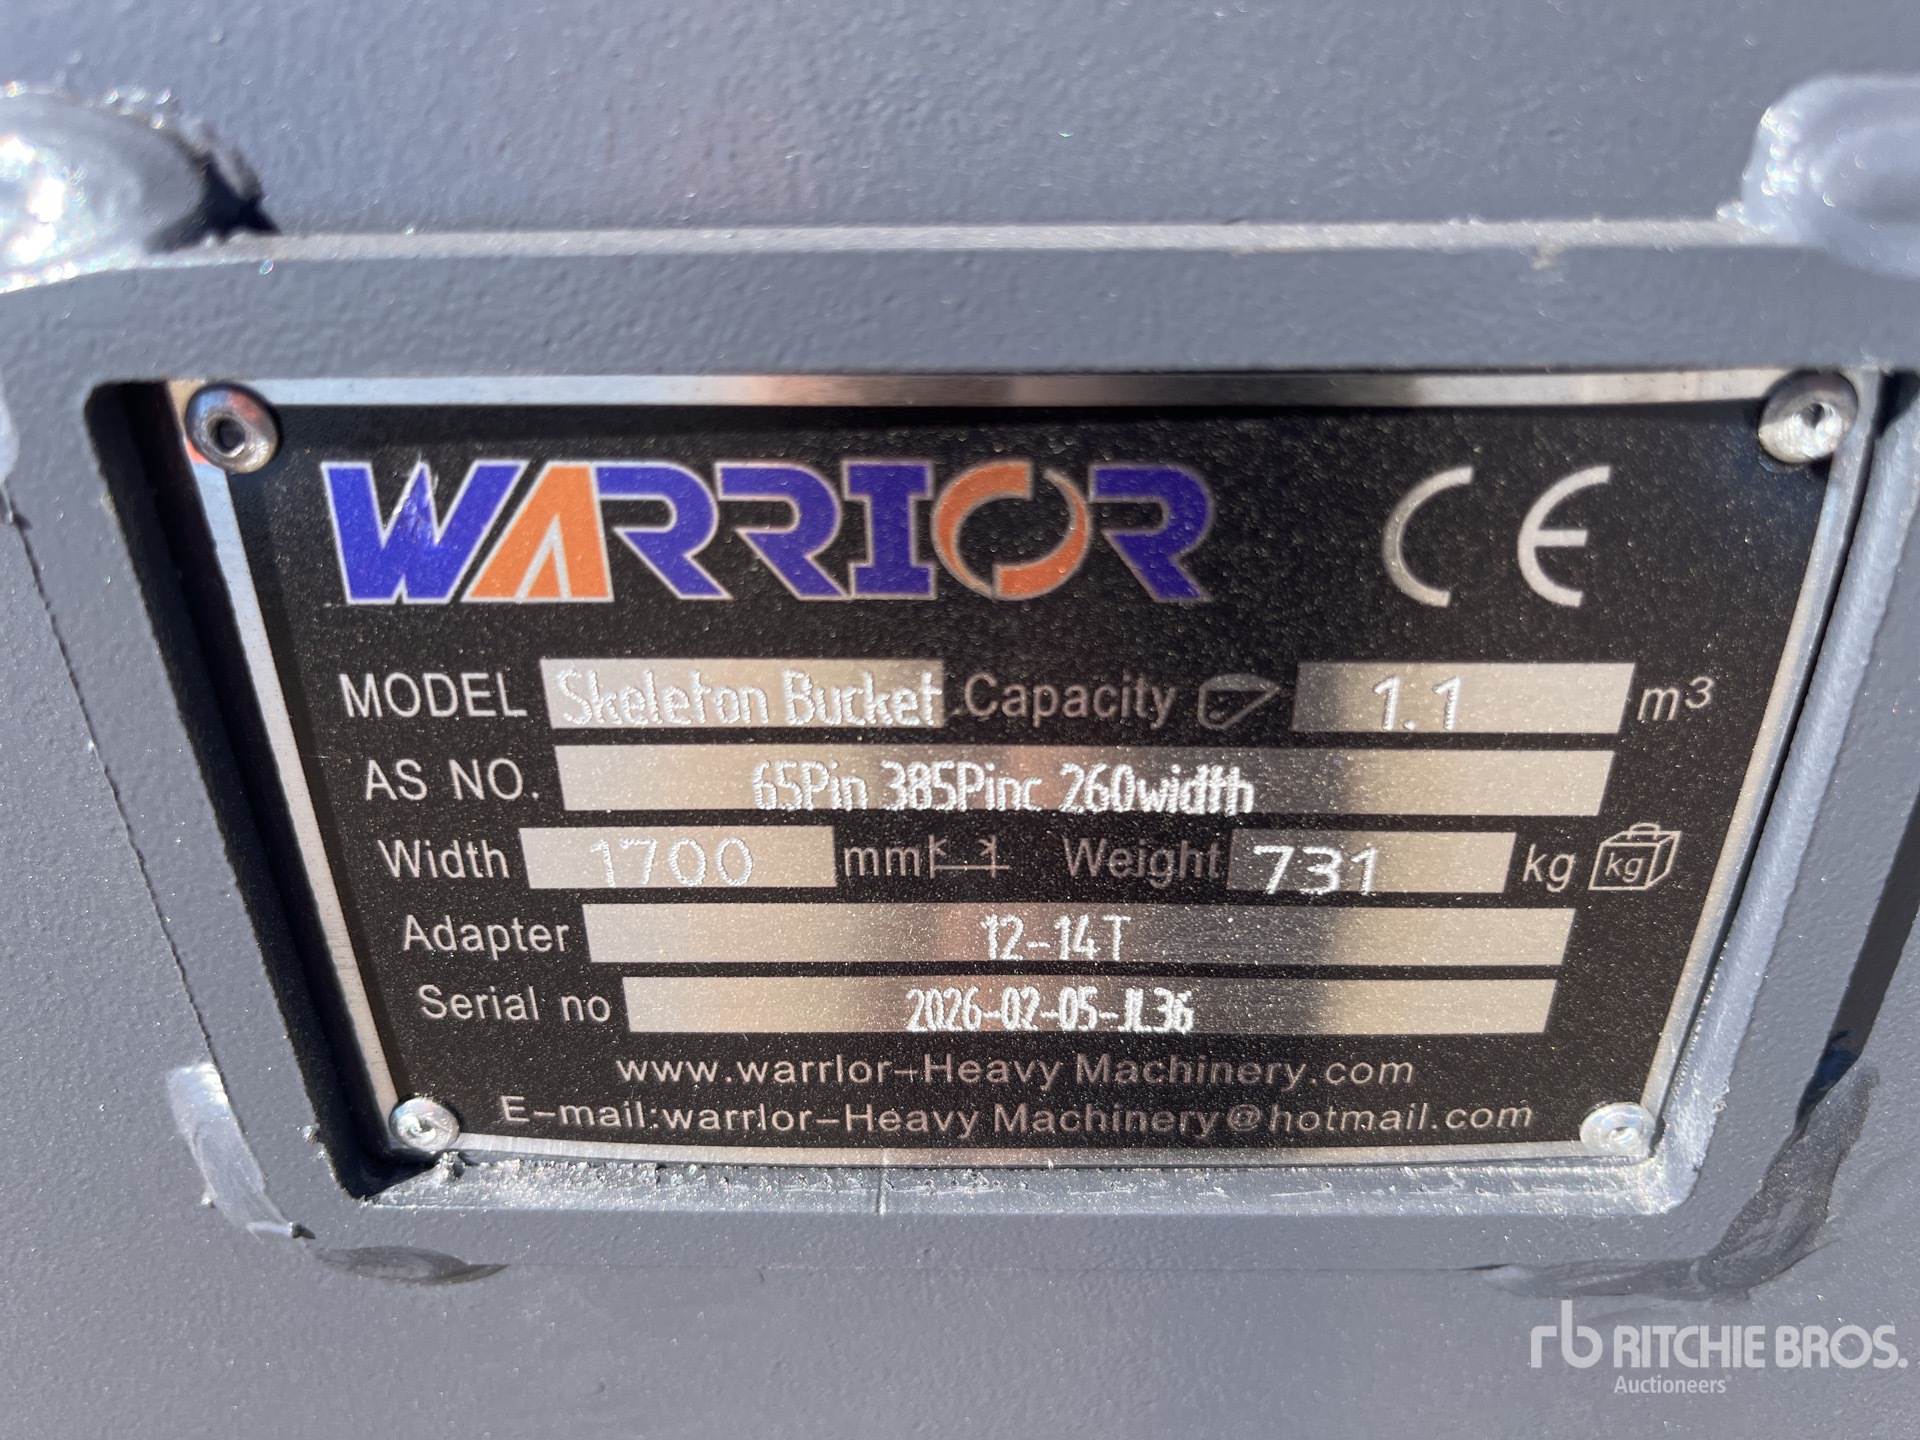 WARRIOR CE
MODEL Skeleton Bucket Capacity 1.1 m³
AS NO. 65Pin 385Pinc 260width
Width 1700 mm Weight 731 kg kg
Adapter 12-14T
Serial no 2026-02-05-JL36
www.warrlor-Heavy Machinery.com
E-mail:warrlor-Heavy Machinery@hotmail.com
rb RITCHIE BROS.
Auctioneers